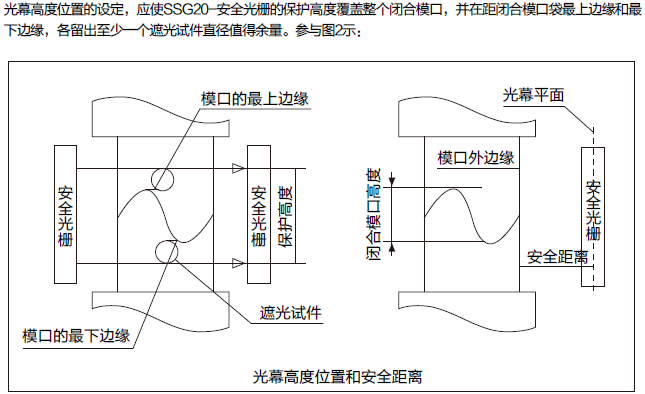 光幕高度位置的设定，应使SSG20-安全光栅的保护高度覆盖整个闭合模口，并在距闭合模口袋最上边缘和最
下边缘，各留出至少一个遮光试件直径值得余量。参与图2示：
模口的最上边缘
光幕平面
模口外边缘
安全光栅
安全光栅
保护高度
闭合模口高度
安全光栅
安全距离
遮光试件
模口的最下边缘
光幕高度位置和安全距离